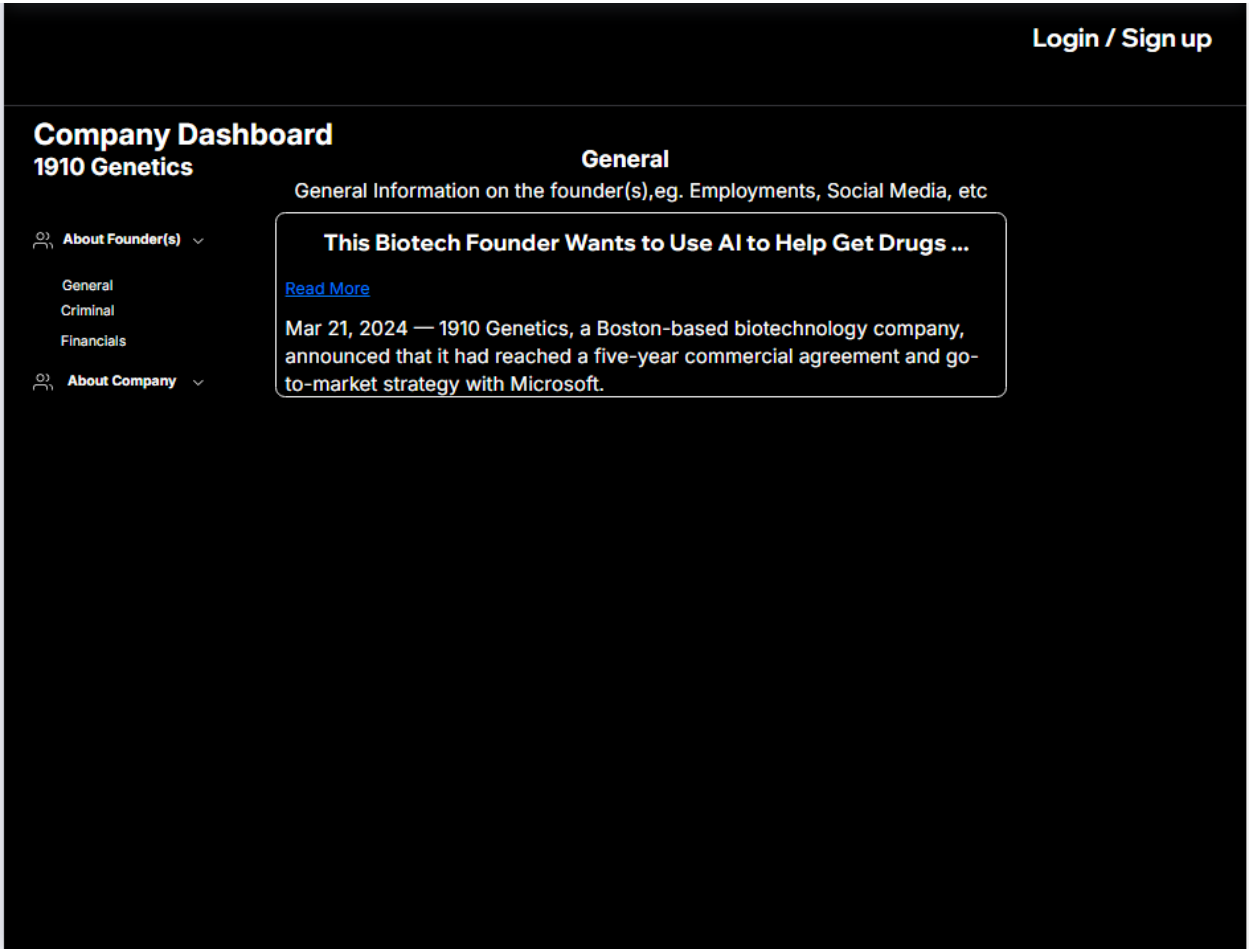 Login / Sign up
Company Dashboard
1910 Genetics
About Founder(s)
General
Criminal
Financials
About Company
General
General Information on the founder(s),eg. Employments, Social Media, etc
This Biotech Founder Wants to Use AI to Help Get Drugs ...
Read More
Mar 21, 2024 — 1910 Genetics, a Boston-based biotechnology company,
announced that it had reached a five-year commercial agreement and go-
to-market strategy with Microsoft.